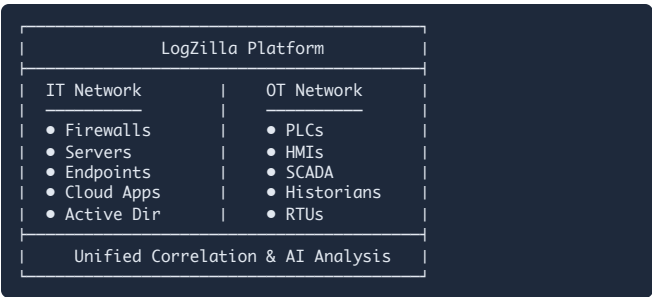 LogZilla Platform
IT Network | OT Network
● Firewalls | ● PLCs
● Servers | ● HMIs
● Endpoints | ● SCADA
● Cloud Apps | ● Historians
● Active Dir | ● RTUs
Unified Correlation & AI Analysis